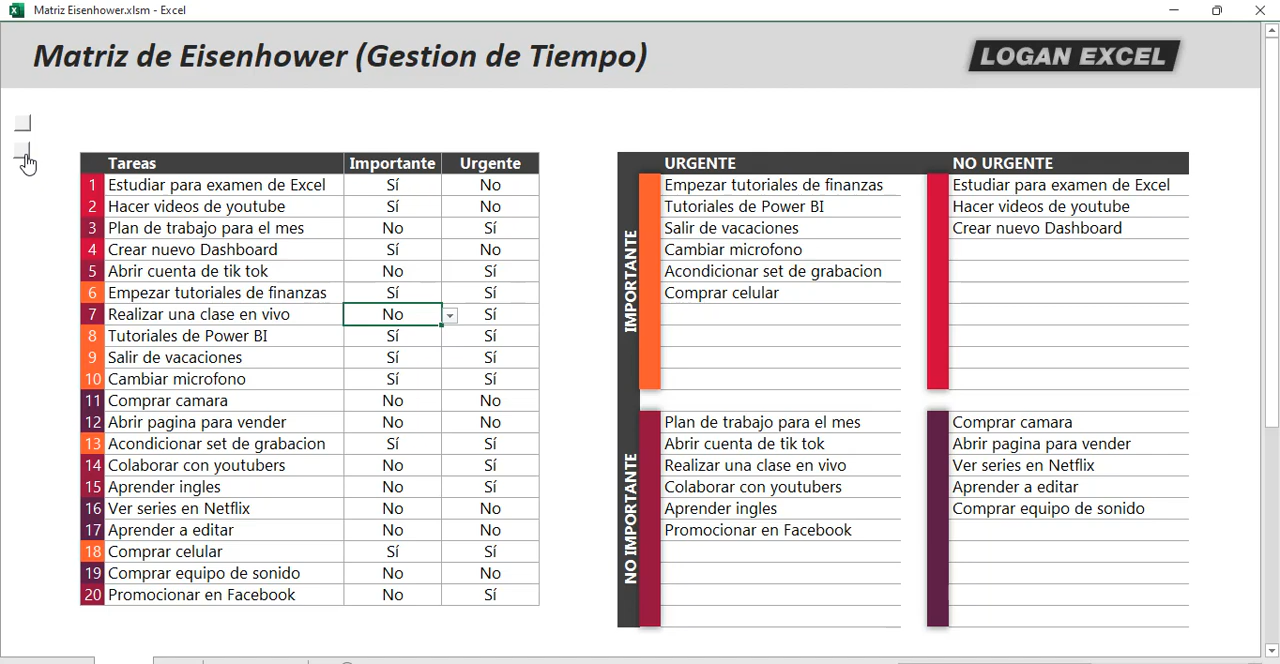 Matriz Eisenhower.xlsm - Excel
Matriz de Eisenhower (Gestion de Tiempo)
LOGAN EXCEL
Tareas Importante Urgente
1 Estudiar para examen de Excel Sí No
2 Hacer videos de youtube Sí No
3 Plan de trabajo para el mes No Sí
4 Crear nuevo Dashboard Sí No
5 Abrir cuenta de tik tok No Sí
6 Empezar tutoriales de finanzas Sí Sí
7 Realizar una clase en vivo No Sí
8 Tutoriales de Power BI Sí Sí
9 Salir de vacaciones Sí Sí
10 Cambiar microfono Sí Sí
11 Comprar camara No No
12 Abrir pagina para vender No No
13 Acondicionar set de grabacion Sí Sí
14 Colaborar con youtubers No Sí
15 Aprender ingles No Sí
16 Ver series en Netflix No No
17 Aprender a editar No No
18 Comprar celular Sí Sí
19 Comprar equipo de sonido No No
20 Promocionar en Facebook No Sí
URGENTE
NO URGENTE
IMPORTANTE
Empezar tutoriales de finanzas
Tutoriales de Power BI
Salir de vacaciones
Cambiar microfono
Acondicionar set de grabacion
Comprar celular
Estudiar para examen de Excel
Hacer videos de youtube
Crear nuevo Dashboard
NO IMPORTANTE
Plan de trabajo para el mes
Abrir cuenta de tik tok
Realizar una clase en vivo
Colaborar con youtubers
Aprender ingles
Promocionar en Facebook
Comprar camara
Abrir pagina para vender
Ver series en Netflix
Aprender a editar
Comprar equipo de sonido